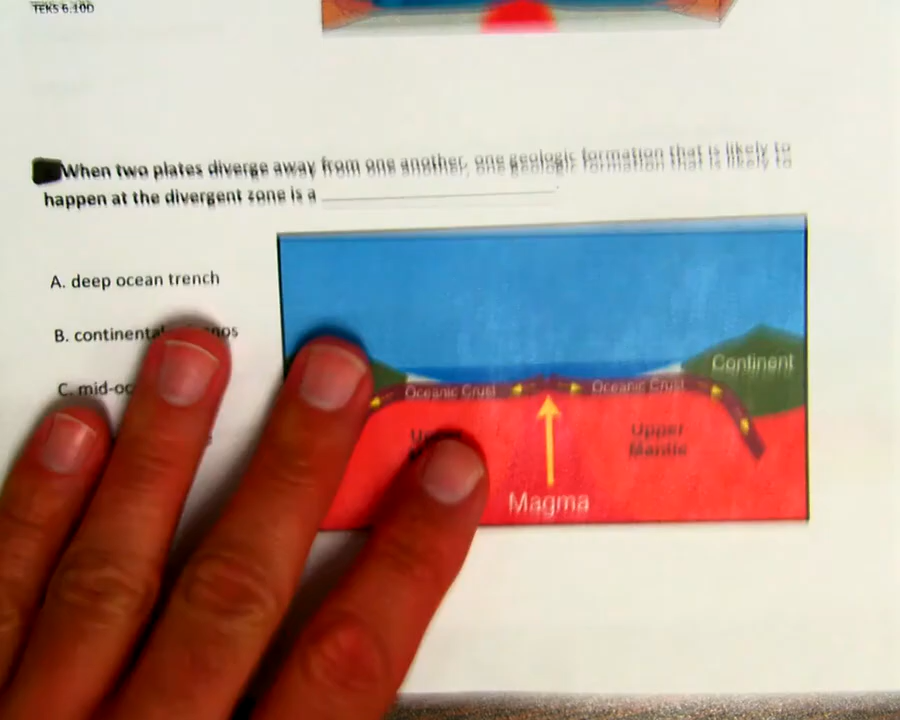 TEKS 6.10D
When two plates diverge away from one another, one geologic formation that is likely to
happen at the divergent zone is a
A. deep ocean trench
B. continental
C. mid-oc
Continent
Oceanic Crust Oceanic Crust
Upper
Mantle
Magma